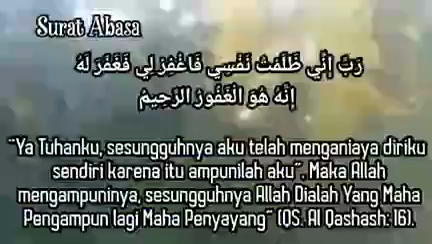 Surat Abasa
رَبِّ إِنِّي ظَلَمْتُ نَفْسِي فَاغْفِرْ لِي فَغَفَرَ لَهُ
إِنَّهُ هُوَ الْغَفُورُ الرَّحِيمُ
"Ya Tuhanku, sesungguhnya aku telah menganiaya diriku
sendiri karena itu ampunilah aku". Maka Allah
mengampuninya, sesungguhnya Allah Dialah Yang Maha
Pengampun lagi Maha Penyayang" (QS. Al Qashash: 16).